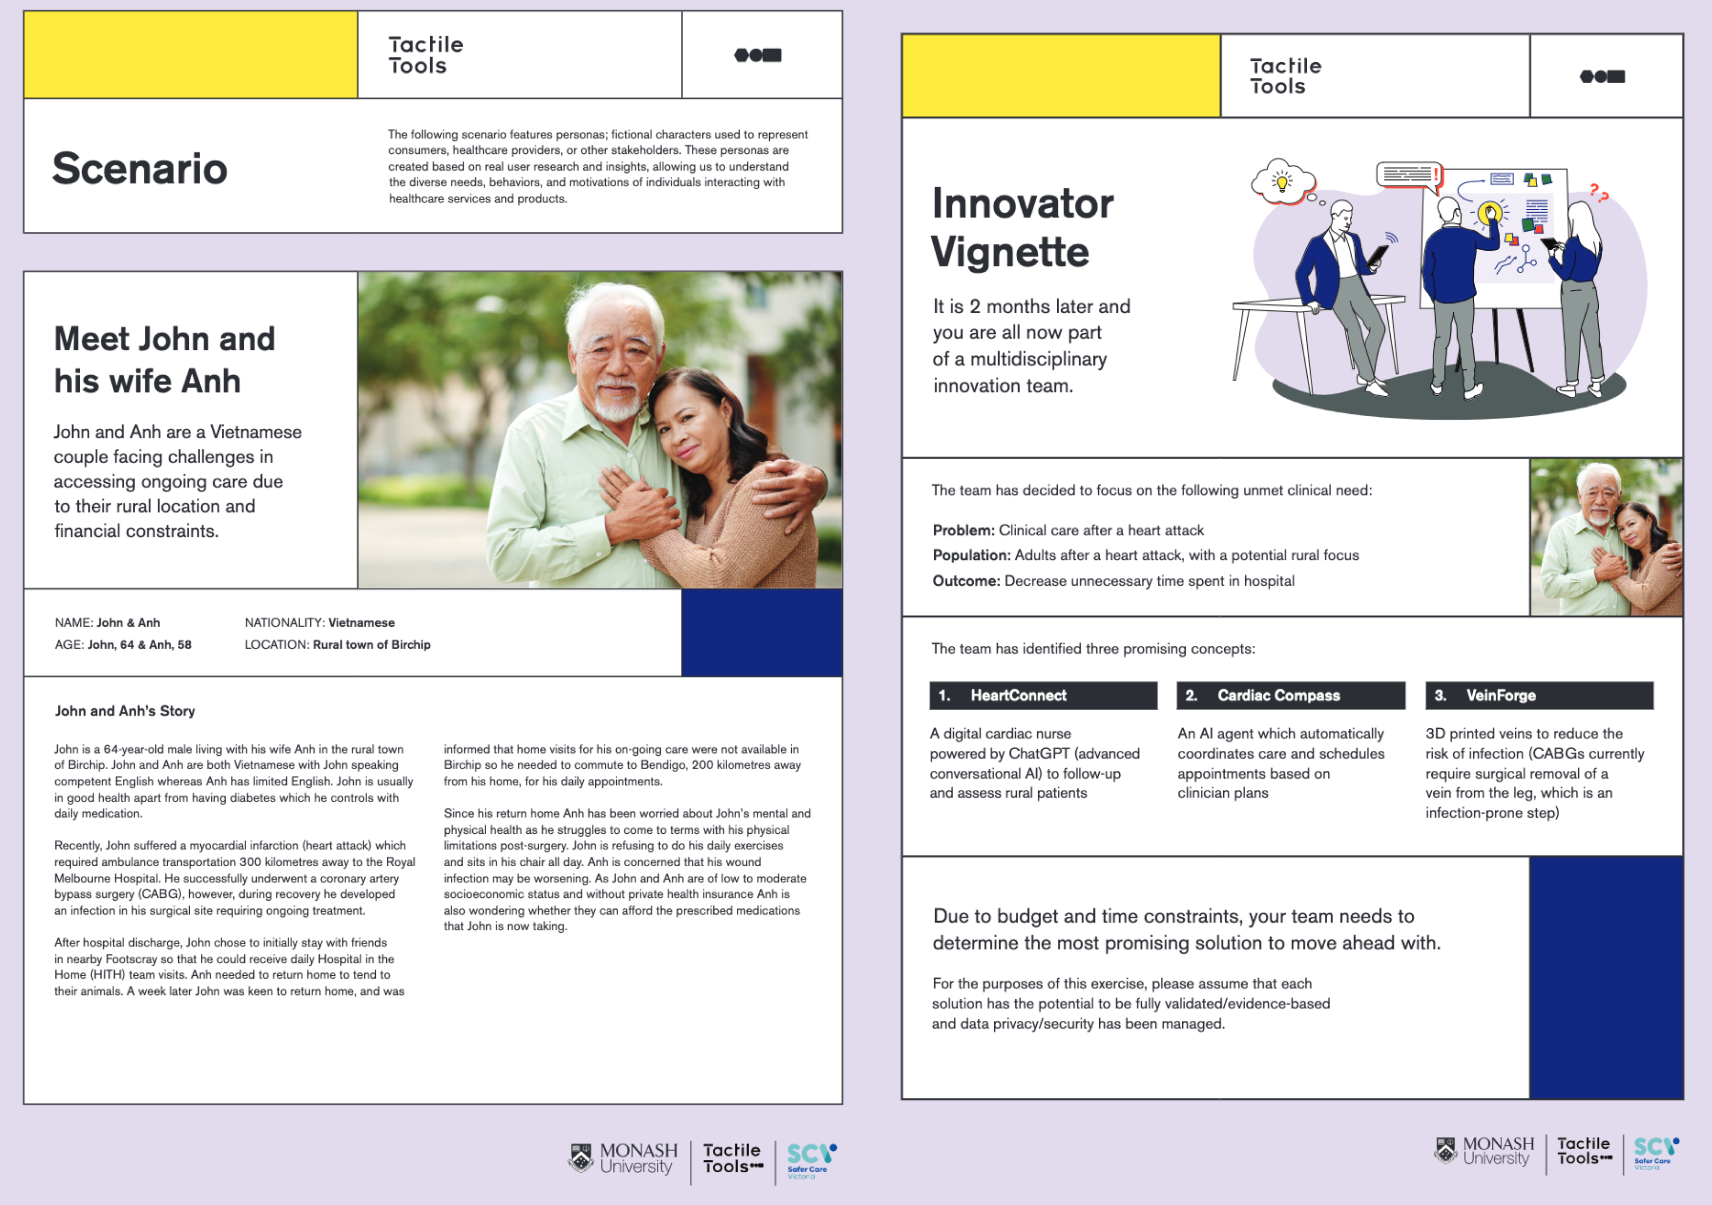 Tactile
Tools
Scenario
The following scenario features personas; fictional characters used to represent
consumers, healthcare providers, or other stakeholders. These personas are
created based on real user research and insights, allowing us to understand
the diverse needs, behaviors, and motivations of individuals interacting with
healthcare services and products.
Meet John and
his wife Anh
John and Anh are a Vietnamese
couple facing challenges in
accessing ongoing care due
to their rural location and
financial constraints.
NAME: John & Anh
AGE: John, 64 & Anh, 58
NATIONALITY: Vietnamese
LOCATION: Rural town of Birchip
John and Anh's Story
John is a 64-year-old male living with his wife Anh in the rural town
of Birchip. John and Anh are both Vietnamese with John speaking
competent English whereas Anh has limited English. John is usually
in good health apart from having diabetes which he controls with
daily medication.
Recently, John suffered a myocardial infarction (heart attack) which
required ambulance transportation 300 kilometres away to the Royal
Melbourne Hospital. He successfully underwent a coronary artery
bypass surgery (CABG), however, during recovery he developed
an infection in his surgical site requiring ongoing treatment.
After hospital discharge, John chose to initially stay with friends
in nearby Footscray so that he could receive daily Hospital in the
Home (HITH) team visits. Anh needed to return home to tend to
their animals. A week later John was keen to return home, and was
informed that home visits for his on-going care were not available in
Birchip so he needed to commute to Bendigo, 200 kilometres away
from his home, for his daily appointments.
Since his return home Anh has been worried about John's mental and
physical health as he struggles to come to terms with his physical
limitations post-surgery. John is refusing to do his daily exercises
and sits in his chair all day. Anh is concerned that his wound
infection may be worsening. As John and Anh are of low to moderate
socioeconomic status and without private health insurance Anh is
also wondering whether they can afford the prescribed medications
that John is now taking.
MONASH
University
Tactile
Tools
SCV
Safer Care
Victoria
Tactile
Tools
Innovator
Vignette
It is 2 months later and
you are all now part
of a multidisciplinary
innovation team.
!
??
The team has decided to focus on the following unmet clinical need:
Problem: Clinical care after a heart attack
Population: Adults after a heart attack, with a potential rural focus
Outcome: Decrease unnecessary time spent in hospital
The team has identified three promising concepts:
1. HeartConnect
A digital cardiac nurse
powered by ChatGPT (advanced
conversational AI) to follow-up
and assess rural patients
2. Cardiac Compass
An AI agent which automatically
coordinates care and schedules
appointments based on
clinician plans
3. VeinForge
3D printed veins to reduce the
risk of infection (CABGs currently
require surgical removal of a
vein from the leg, which is an
infection-prone step)
Due to budget and time constraints, your team needs to
determine the most promising solution to move ahead with.
For the purposes of this exercise, please assume that each
solution has the potential to be fully validated/evidence-based
and data privacy/security has been managed.
MONASH
University
Tactile
Tools
SCV
Safer Care
Victoria